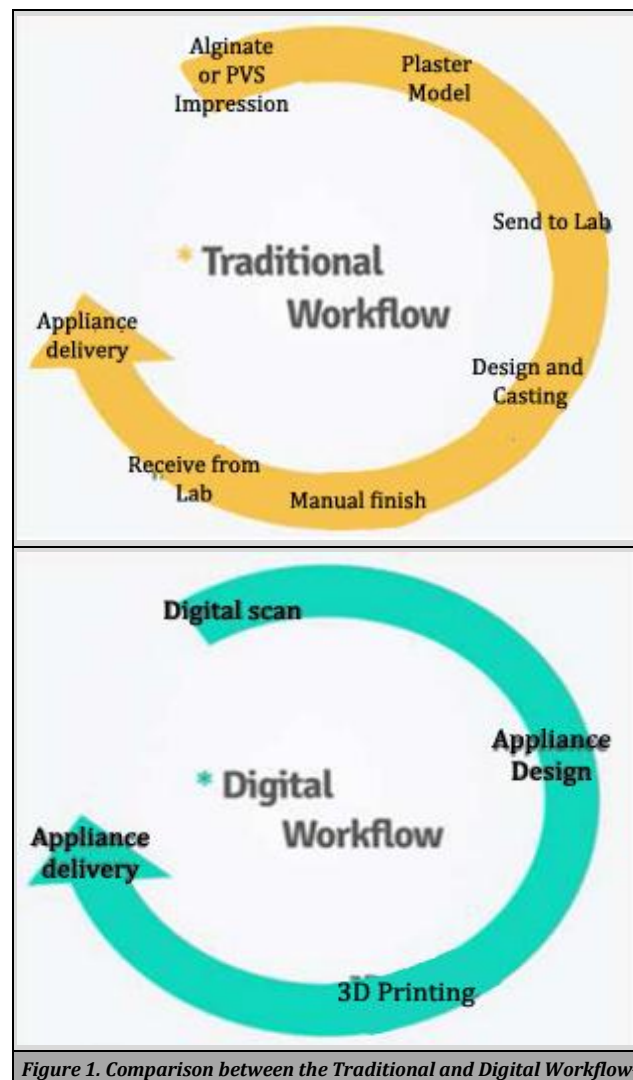 Alginate
or PVS
Impression
Plaster
Model
Send to Lab
* Traditional
Workflow
Design and
Casting
Manual finish
Receive from
Lab
Appliance
delivery
Digital scan
Appliance
Design
* Digital
Workflow
3D Printing
Appliance
delivery
Figure 1. Comparison between the Traditional and Digital Workflow